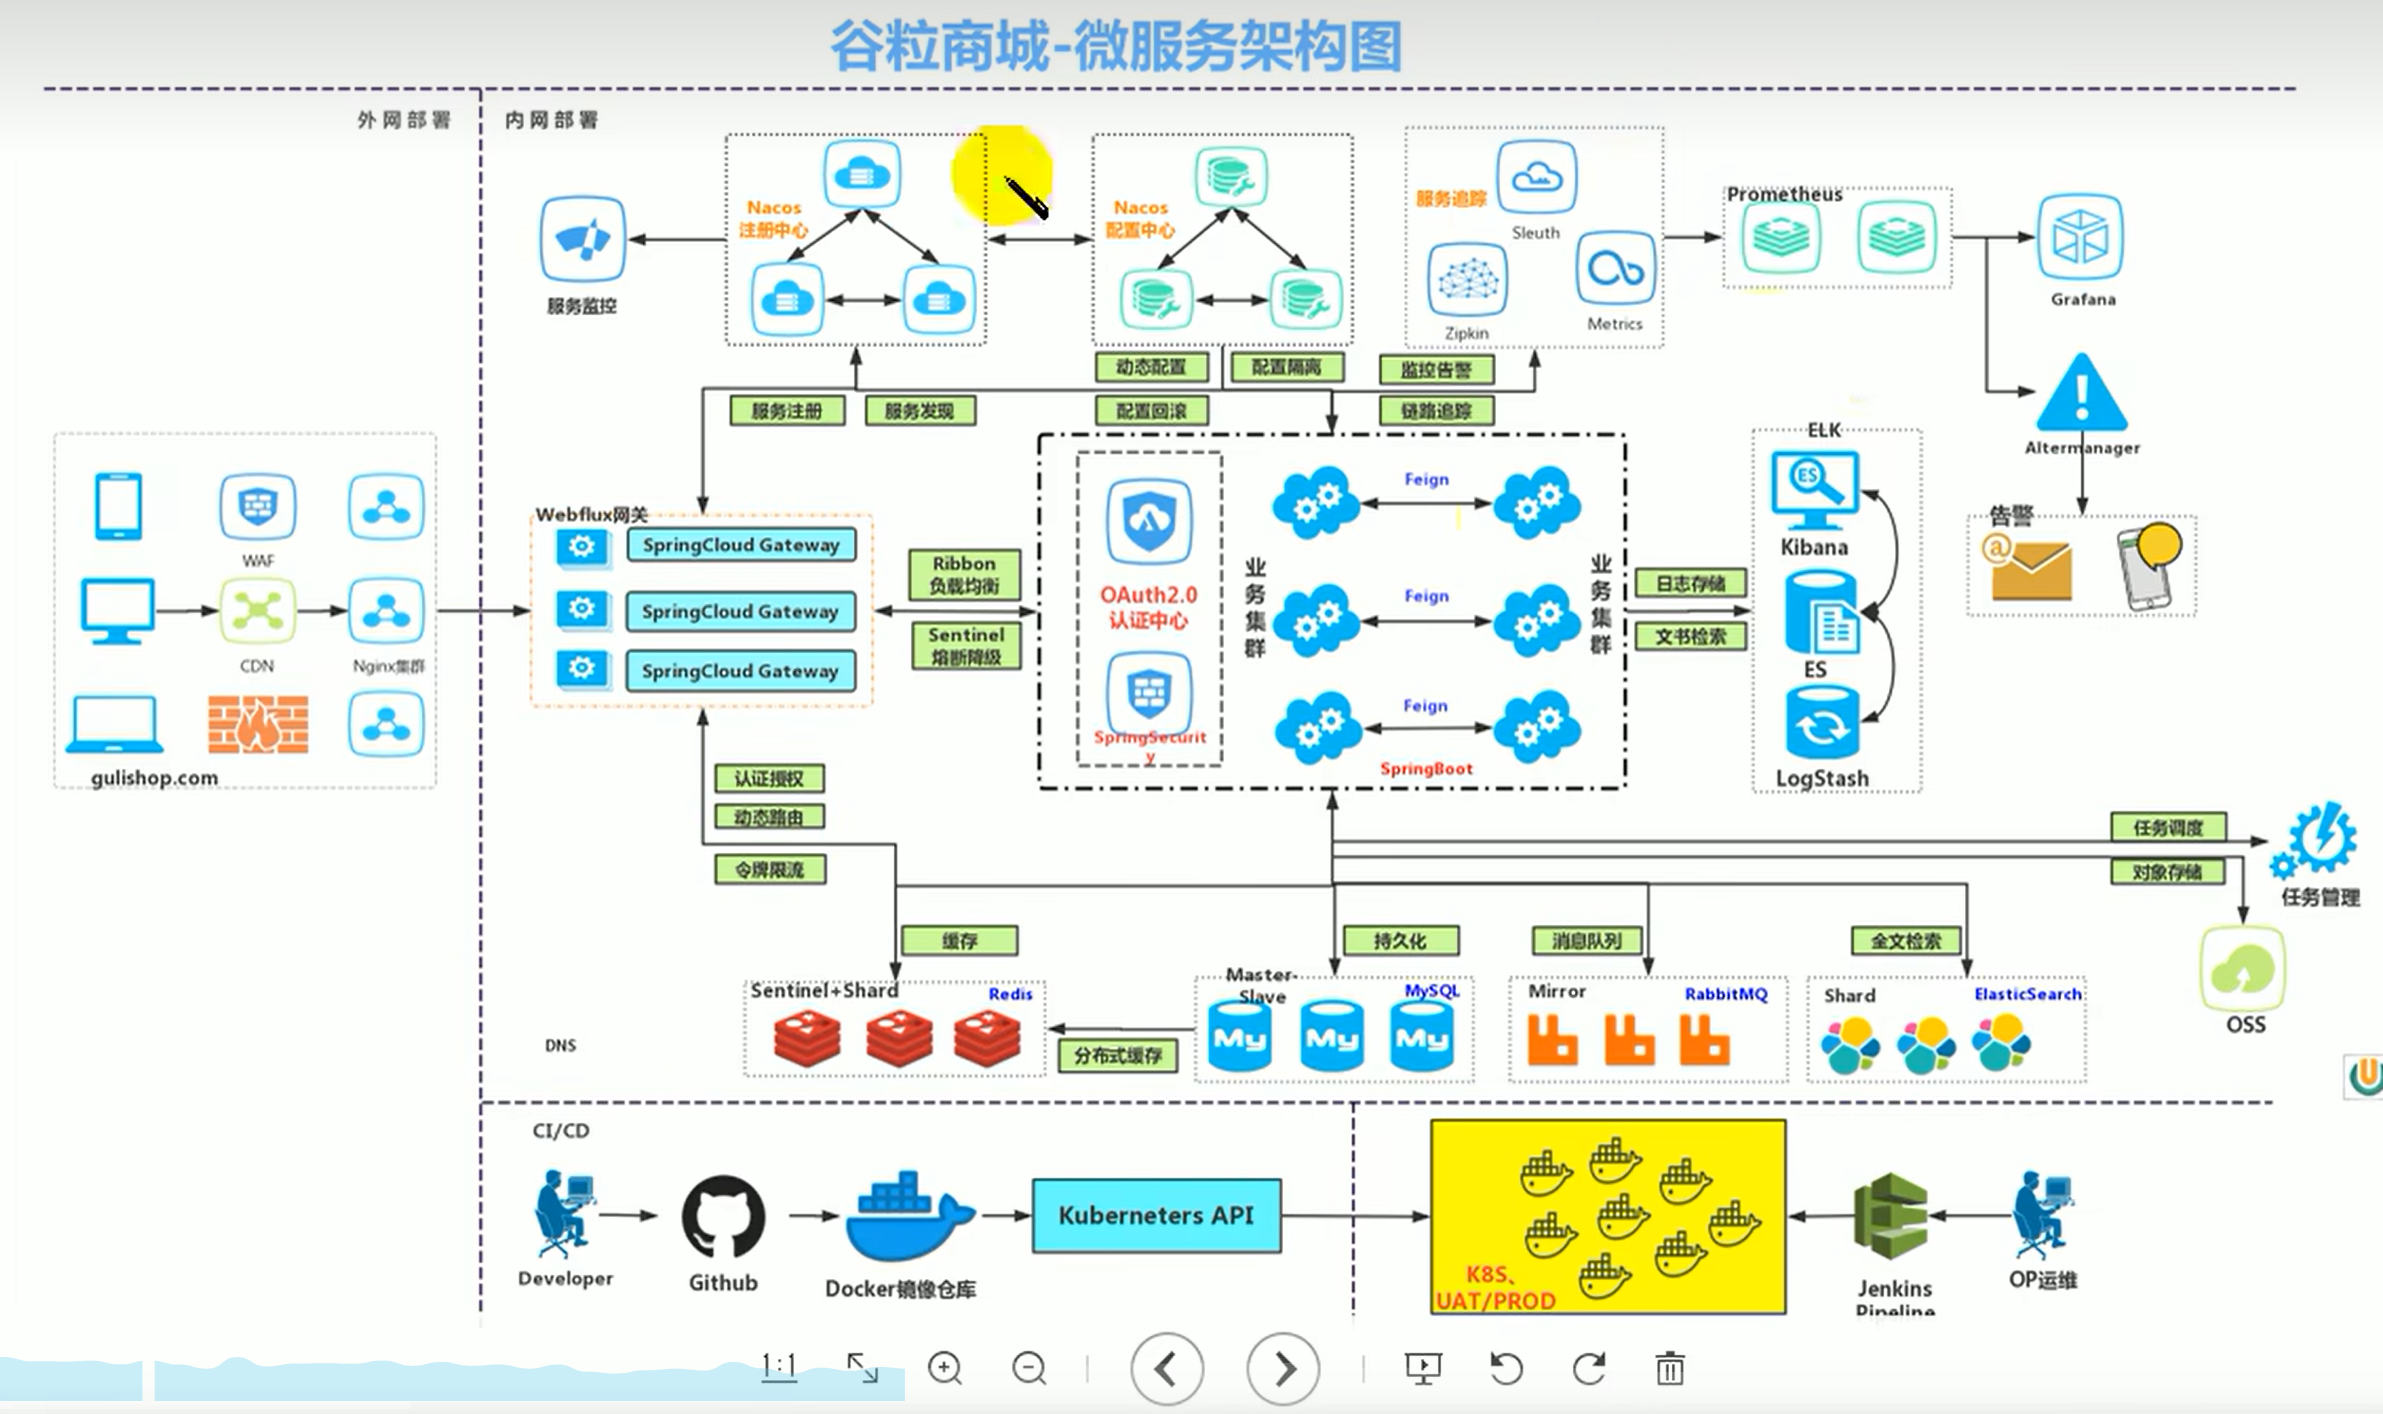 谷粒商城-微服务架构图
外网部署
内网部署
Nacos
注册中心
服务监控
Nacos
配置中心
服务追踪
Sleuth
Zipkin
Metrics
Prometheus
Grafana
Altermanager
告警
服务注册
服务发现
动态配置
配置隔离
配置回滚
监控告警
链路追踪
WAF
CDN
Nginx集群
gulishop.com
Webflux网关
SpringCloud Gateway
SpringCloud Gateway
SpringCloud Gateway
Ribbon
负载均衡
Sentinel
熔断降级
OAuth2.0
认证中心
SpringSecurit
y
业务集群
Feign
Feign
Feign
SpringBoot
业务集群
日志存储
文书检索
ELK
ES
Kibana
ES
LogStash
认证授权
动态路由
令牌限流
任务调度
对象存储
任务管理
OSS
缓存
持久化
消息队列
全文检索
Sentinel+Shard
Redis
分布式缓存
Master-
Slave
MySQL
My
My
My
Mirror
RabbitMQ
Shard
ElasticSearch
DNS
CI/CD
Developer
Github
Docker镜像仓库
Kuberneters API
K8S、
UAT/PROD
Jenkins
Pipeline
OP运维
1:1